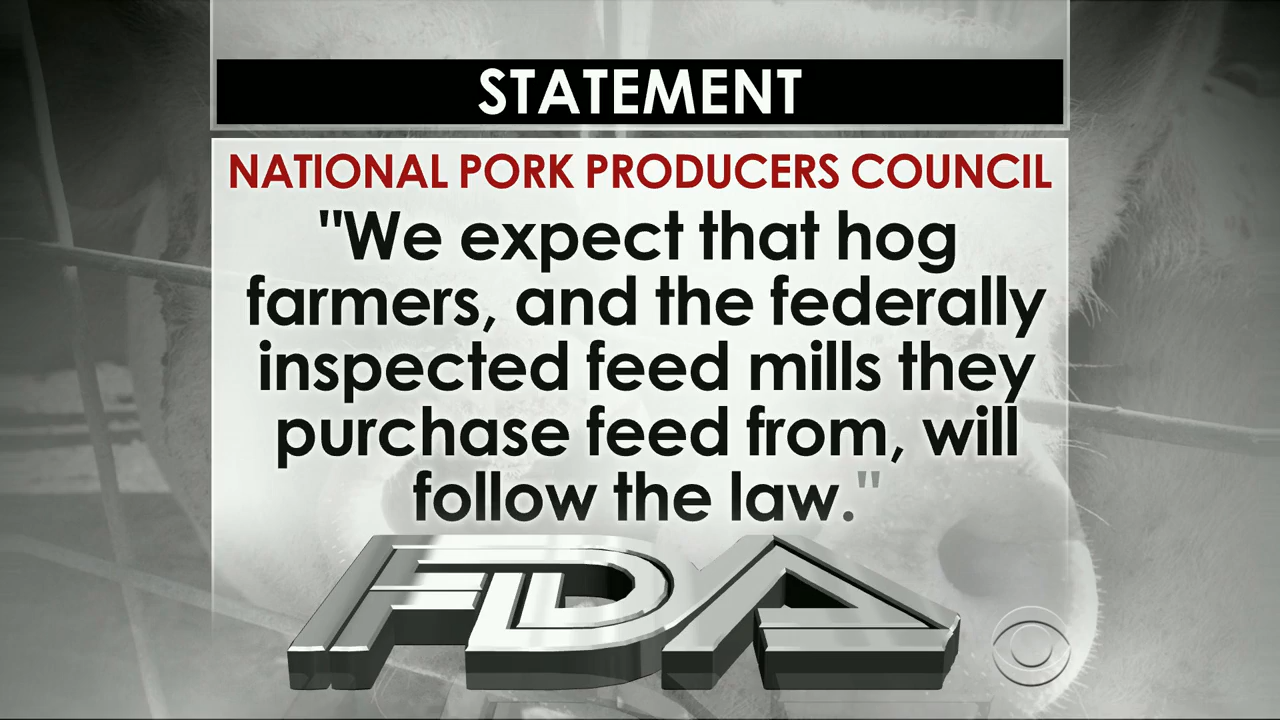 STATEMENT
NATIONAL PORK PRODUCERS COUNCIL
"We expect that hog
farmers, and the federally
inspected feed mills they
purchase feed from, will
follow the law."
FDA